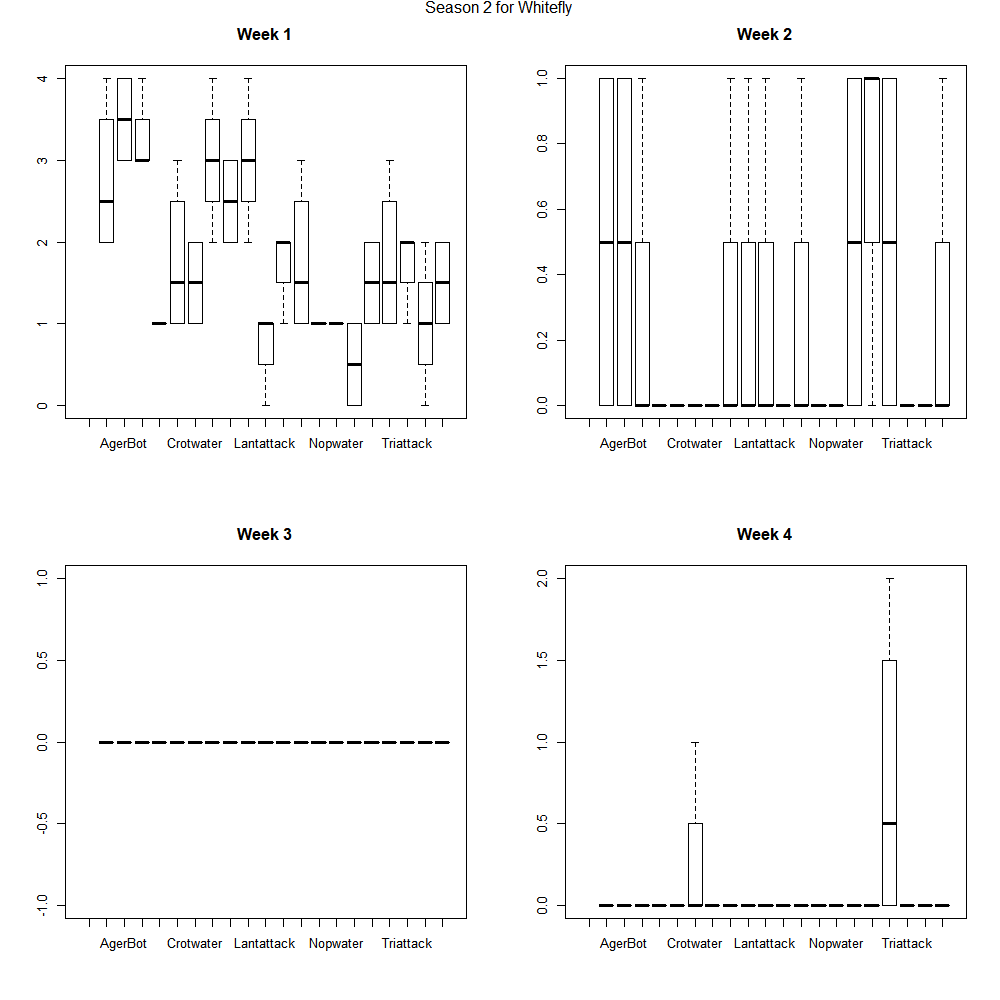 Season 2 for Whitefly
Week 1
4
3
2
1
0
AgerBot Crotwater Lantattack Nopwater Triattack
Week 2
1.0
0.8
0.6
0.4
0.2
0.0
AgerBot Crotwater Lantattack Nopwater Triattack
Week 3
1.0
0.5
0.0
-0.5
-1.0
AgerBot Crotwater Lantattack Nopwater Triattack
Week 4
2.0
1.5
1.0
0.5
0.0
AgerBot Crotwater Lantattack Nopwater Triattack